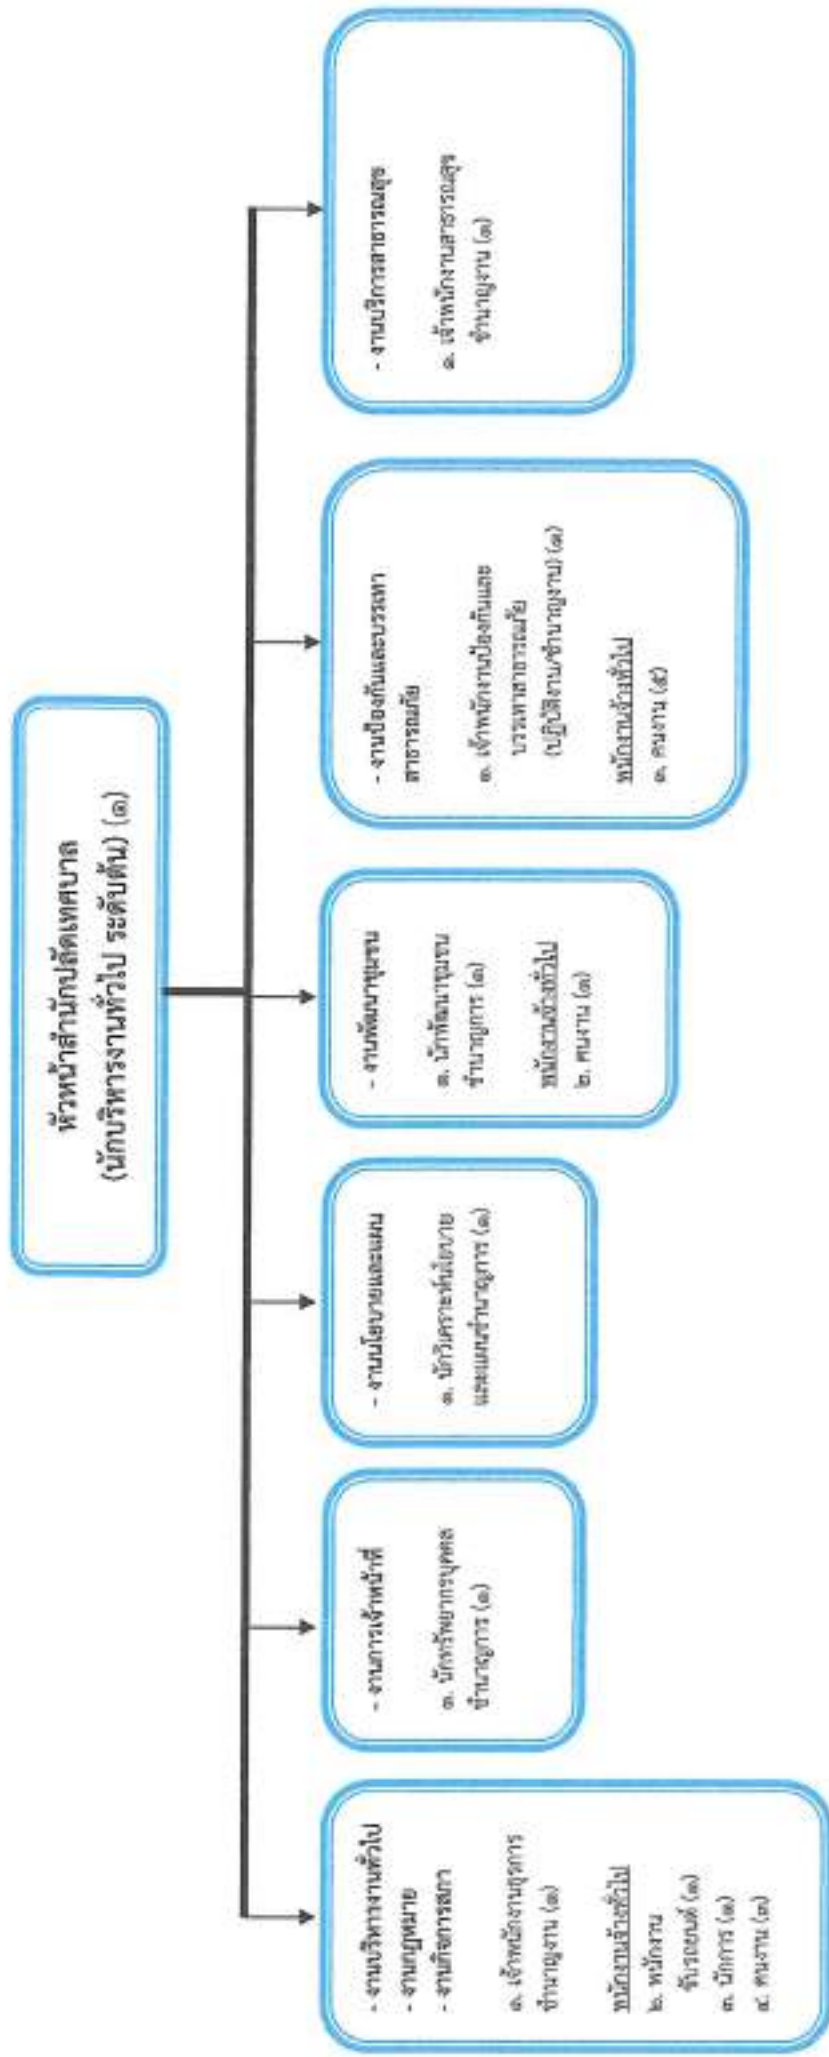 หัวหน้าสำนักปลัดเทศบาล
(นักบริหารงานทั่วไป ระดับต้น) (๑)
- งานบริหารงานทั่วไป
- งานกฎหมาย
- งานกิจการสภา
๑. เจ้าพนักงานธุรการ
ชำนาญงาน (๑)
พนักงานจ้างทั่วไป
๒. พนักงาน
ขับรถยนต์ (๑)
๓. นักการ (๑)
๔. คนงาน (๓)
- งานการเจ้าหน้าที่
๑. นักทรัพยากรบุคคล
ชำนาญการ (๑)
- งานนโยบายและแผน
๑. นักวิเคราะห์นโยบาย
และแผนชำนาญการ (๑)
- งานพัฒนาชุมชน
๑. นักพัฒนาชุมชน
ชำนาญการ (๑)
พนักงานจ้างทั่วไป
๒. คนงาน (๑)
- งานป้องกันและบรรเทา
สาธารณภัย
๑. เจ้าพนักงานป้องกันและ
บรรเทาสาธารณภัย
(ปฏิบัติงาน/ชำนาญงาน) (๑)
พนักงานจ้างทั่วไป
๓. คนงาน (๕)
- งานบริการสาธารณสุข
๑. เจ้าพนักงานสาธารณสุข
ชำนาญงาน (๑)